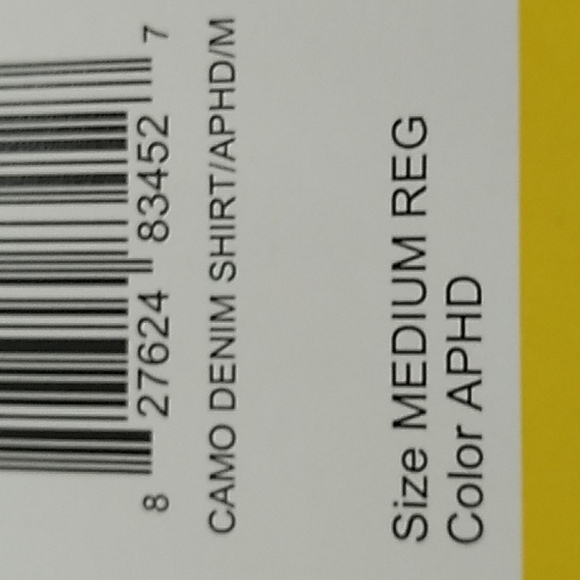 8 27624 83452 7
CAMO DENIM SHIRT/APHD/M
Size MEDIUM REG
Color APHD